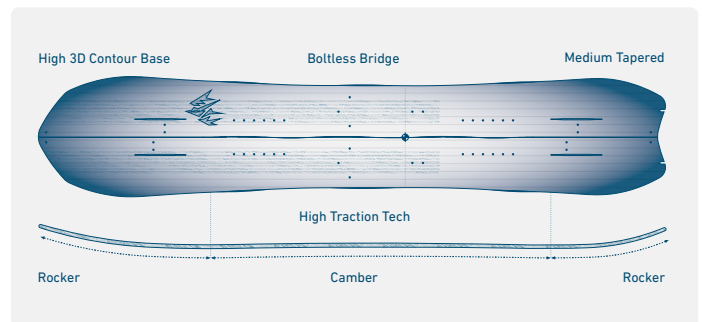 High 3D Contour Base
Boltless Bridge
Medium Tapered
High Traction Tech
Rocker
Camber
Rocker